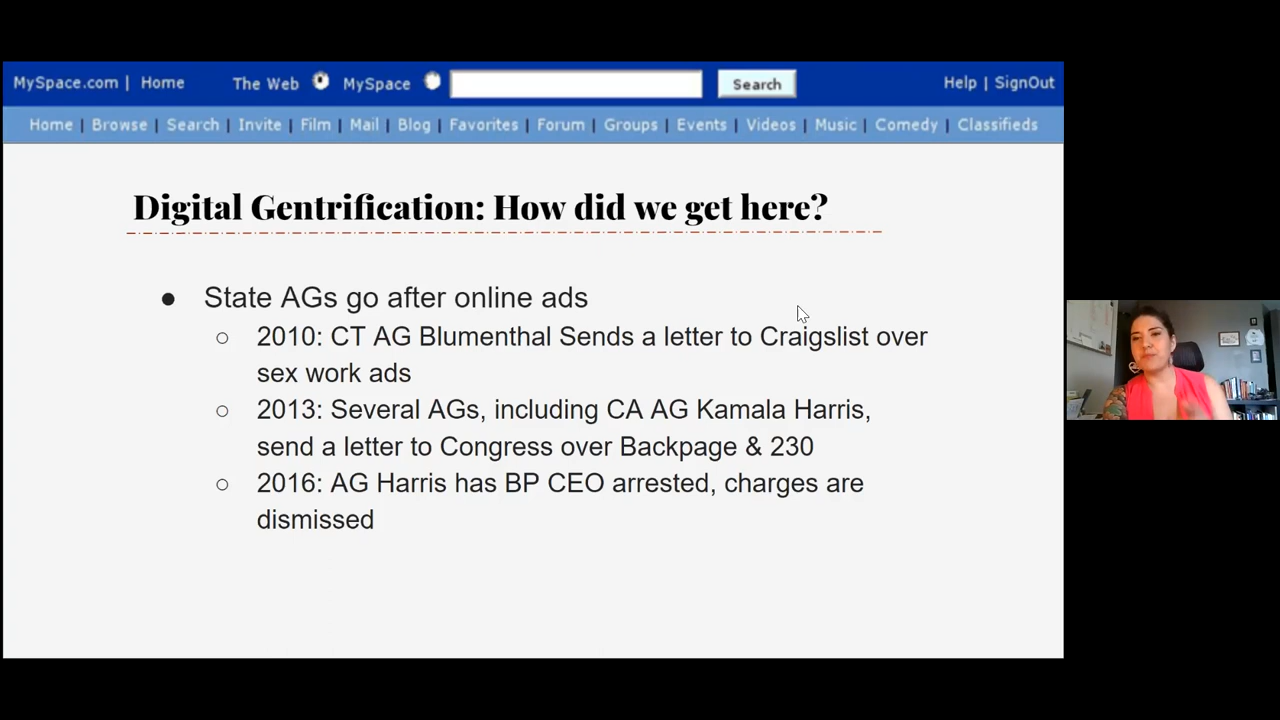 MySpace.com | Home The Web MySpace Search Help | SignOut
Home | Browse | Search | Invite | Film | Mail | Blog | Favorites | Forum | Groups | Events | Videos | Music | Comedy | Classifieds
Digital Gentrification: How did we get here?
● State AGs go after online ads
○ 2010: CT AG Blumenthal Sends a letter to Craigslist over
sex work ads
○ 2013: Several AGs, including CA AG Kamala Harris,
send a letter to Congress over Backpage & 230
○ 2016: AG Harris has BP CEO arrested, charges are
dismissed